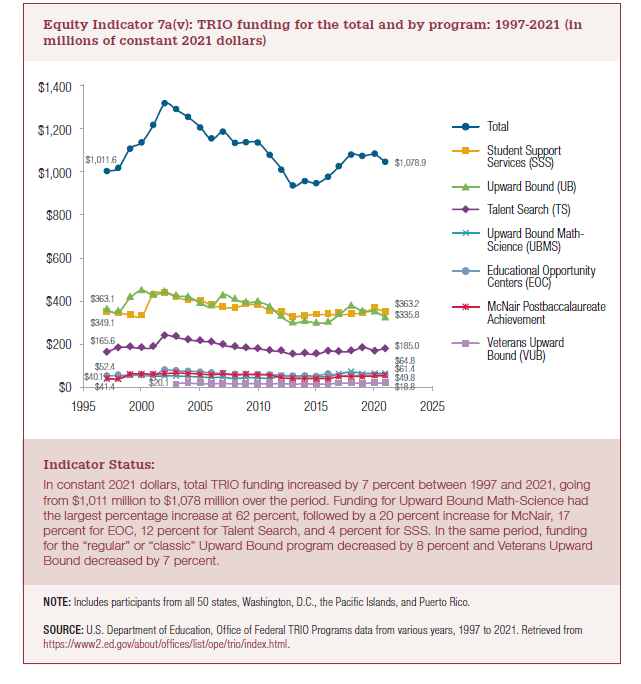 Equity Indicator 7a(v): TRIO funding for the total and by program: 1997-2021 (in
millions of constant 2021 dollars)
$1,400
$1,200
$1,000
$800
$600
$400
$200
$0
1995
2000
2005
2010
2015
2020
2025
$1,011.6
$1,078.9
$363.1
$349.1
$165.6
$52.4
$40.1
$41.4
$20.1
$363.2
$335.8
$185.0
$64.8
$61.4
$49.8
$18.8
Total
Student Support
Services (SSS)
Upward Bound (UB)
Talent Search (TS)
Upward Bound Math-
Science (UBMS)
Educational Opportunity
Centers (EOC)
McNair Postbaccalaureate
Achievement
Veterans Upward
Bound (VUB)
Indicator Status:
In constant 2021 dollars, total TRIO funding increased by 7 percent between 1997 and 2021, going
from $1,011 million to $1,078 million over the period. Funding for Upward Bound Math-Science had
the largest percentage increase at 62 percent, followed by a 20 percent increase for McNair, 17
percent for EOC, 12 percent for Talent Search, and 4 percent for SSS. In the same period, funding
for the “regular” or “classic” Upward Bound program decreased by 8 percent and Veterans Upward
Bound decreased by 7 percent.
NOTE: Includes participants from all 50 states, Washington, D.C., the Pacific Islands, and Puerto Rico.
SOURCE: U.S. Department of Education, Office of Federal TRIO Programs data from various years, 1997 to 2021. Retrieved from
https://www2.ed.gov/about/offices/list/ope/trio/index.html.